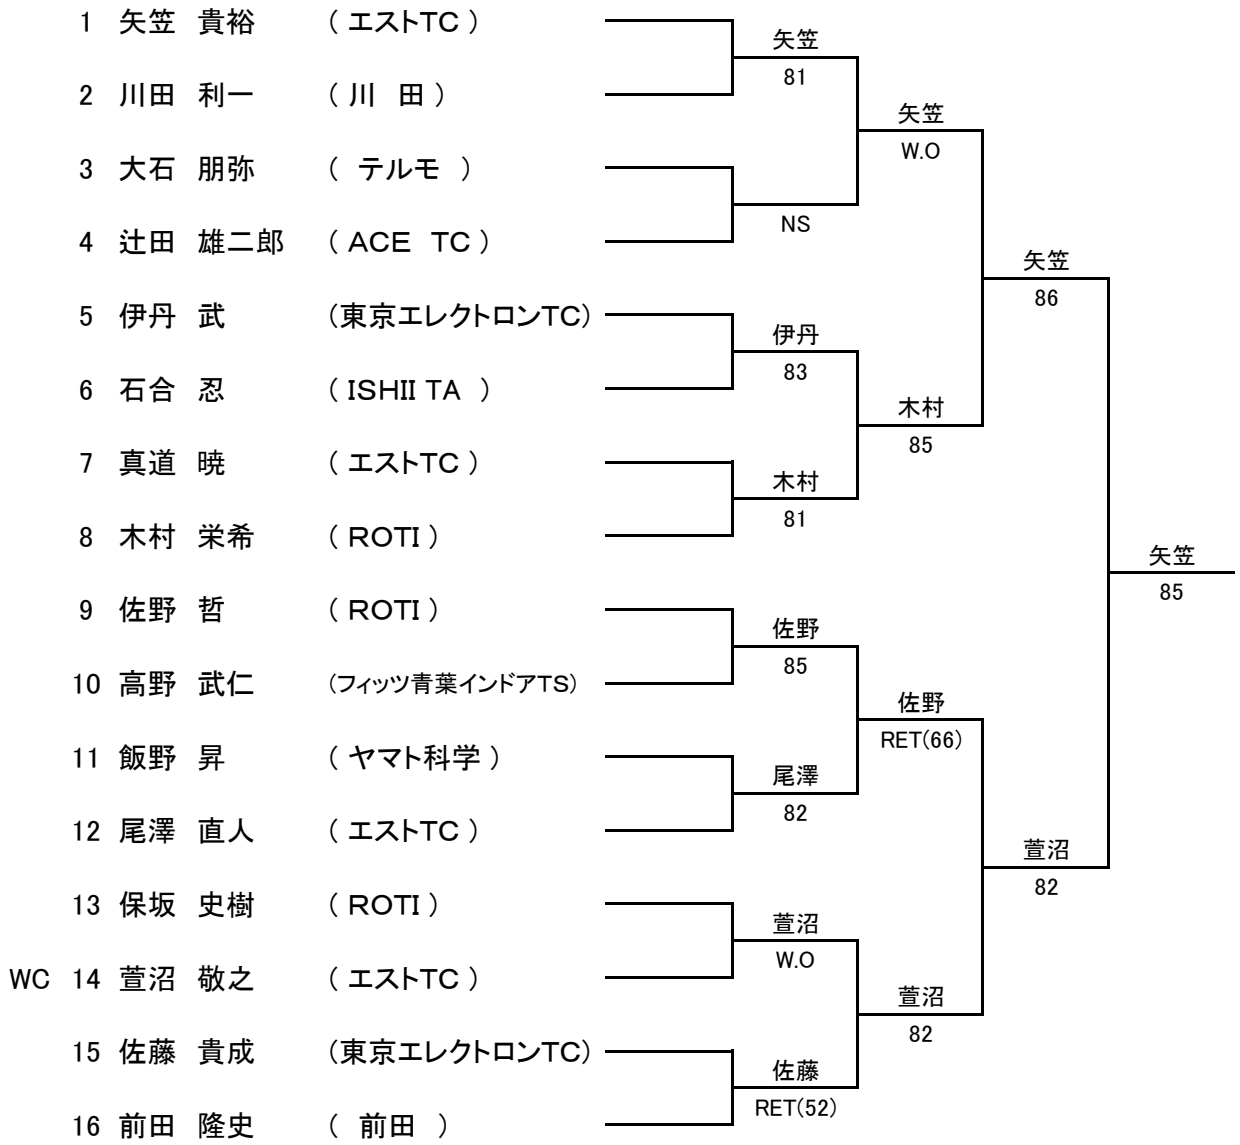 1 矢笠 貴裕 ( エストTC )
2 川田 利一 ( 川 田 )
3 大石 朋弥 ( テルモ )
4 辻田 雄二郎 ( ACE TC )
5 伊丹 武 (東京エレクトロンTC)
6 石合 忍 ( ISHII TA )
7 真道 暁 ( エストTC )
8 木村 栄希 ( ROTI )
9 佐野 哲 ( ROTI )
10 高野 武仁 (フィッツ青葉インドアTS)
11 飯野 昇 ( ヤマト科学 )
12 尾澤 直人 ( エストTC )
13 保坂 史樹 ( ROTI )
WC 14 萱沼 敬之 ( エストTC )
15 佐藤 貴成 (東京エレクトロンTC)
16 前田 隆史 ( 前田 )
矢笠
81
NS
伊丹
83
木村
81
佐野
85
尾澤
82
萱沼
W.O
佐藤
RET(52)
矢笠
W.O
木村
85
佐野
RET(66)
萱沼
82
矢笠
86
萱沼
82
矢笠
85